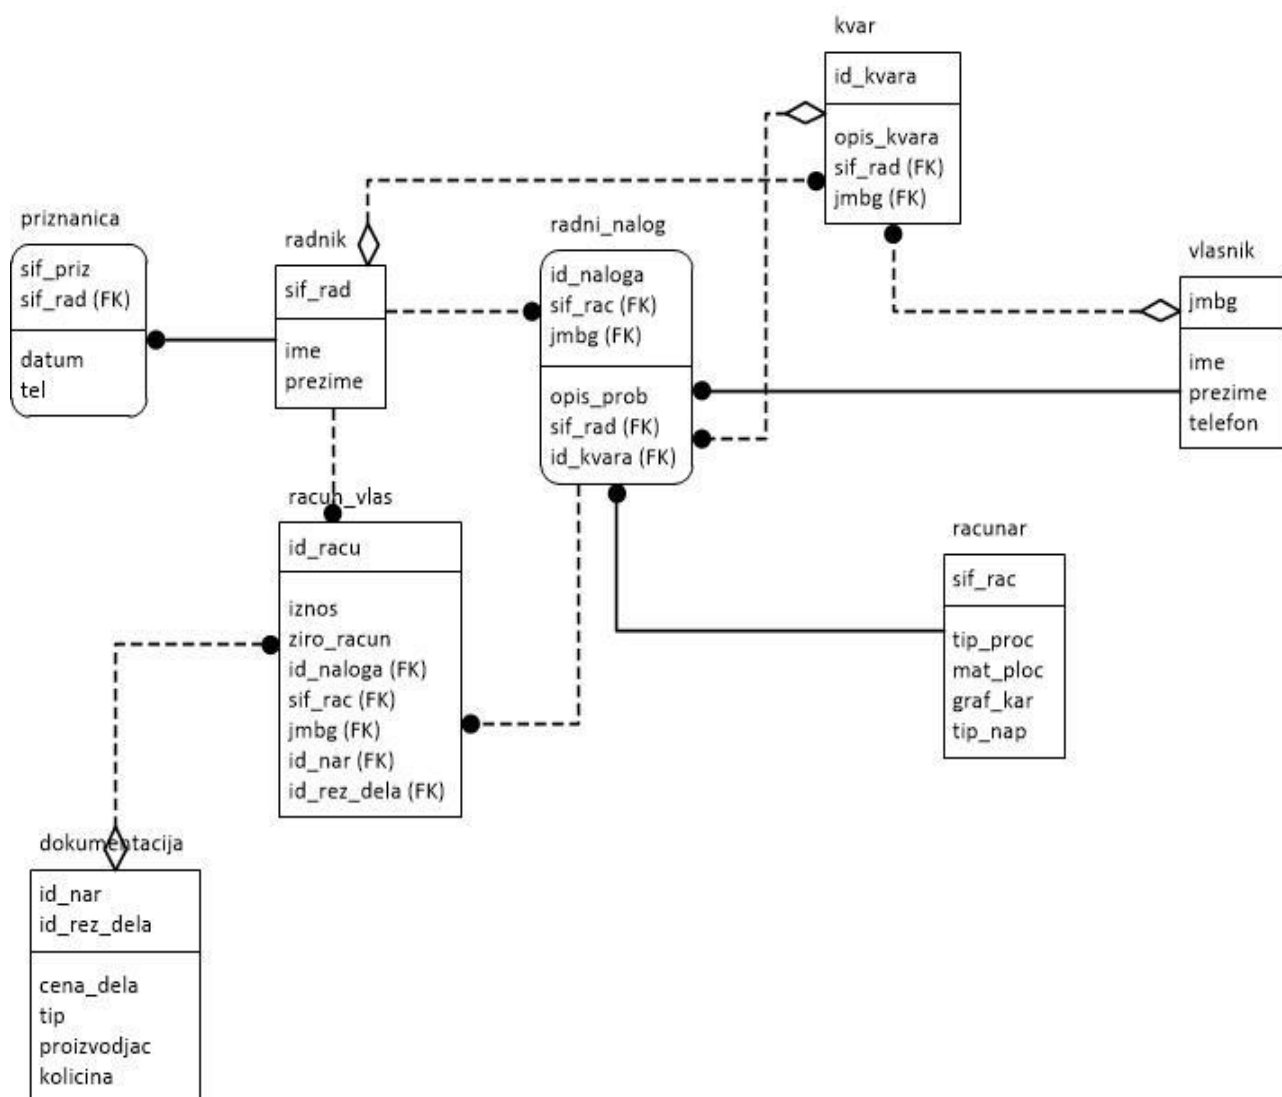 kvar
id_kvara
opis_kvara
sif_rad (FK)
jmbg (FK)
priznanica
sif_priz
sif_rad (FK)
datum
tel
radnik
sif_rad
ime
prezime
radni_nalog
id_naloga
sif_rac (FK)
jmbg (FK)
opis_prob
sif_rad (FK)
id_kvara (FK)
vlasnik
jmbg
ime
prezime
telefon
racun_vlas
id_racu
iznos
ziro_racun
id_naloga (FK)
sif_rac (FK)
jmbg (FK)
id_nar (FK)
id_rez_dela (FK)
racunar
sif_rac
tip_proc
mat_ploc
graf_kar
tip_nap
dokumentacija
id_nar
id_rez_dela
cena_dela
tip
proizvodjac
kolicina